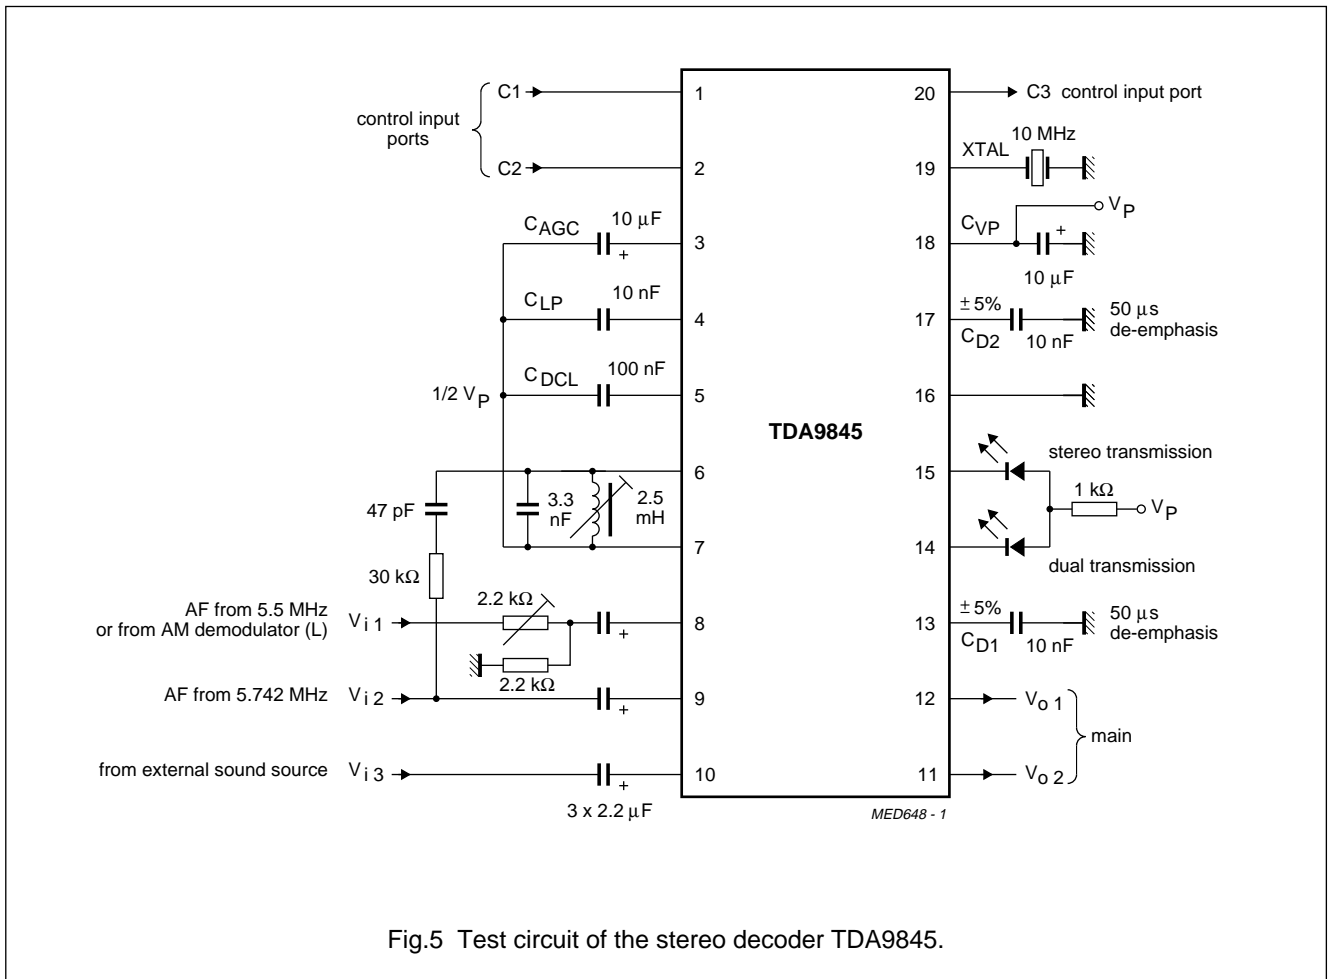 C1
C2
control input
ports
1
2
C_AGC
10 µF
+
3
C_LP
10 nF
4
C_DCL
100 nF
5
1/2 V_P
6
47 pF
3.3
nF
2.5
mH
7
30 kΩ
AF from 5.5 MHz
or from AM demodulator (L)
V_i 1
2.2 kΩ
+
8
2.2 kΩ
AF from 5.742 MHz
V_i 2
+
9
from external sound source
V_i 3
+
10
3 x 2.2 µF
TDA9845
20
C3 control input port
19
XTAL
10 MHz
18
C_VP
V_P
+
10 µF
17
± 5%
C_D2
10 nF
50 µs
de-emphasis
16
15
stereo transmission
1 kΩ
V_P
14
dual transmission
13
± 5%
C_D1
10 nF
50 µs
de-emphasis
12
V_o 1
main
11
V_o 2
MED648 - 1
Fig.5 Test circuit of the stereo decoder TDA9845.